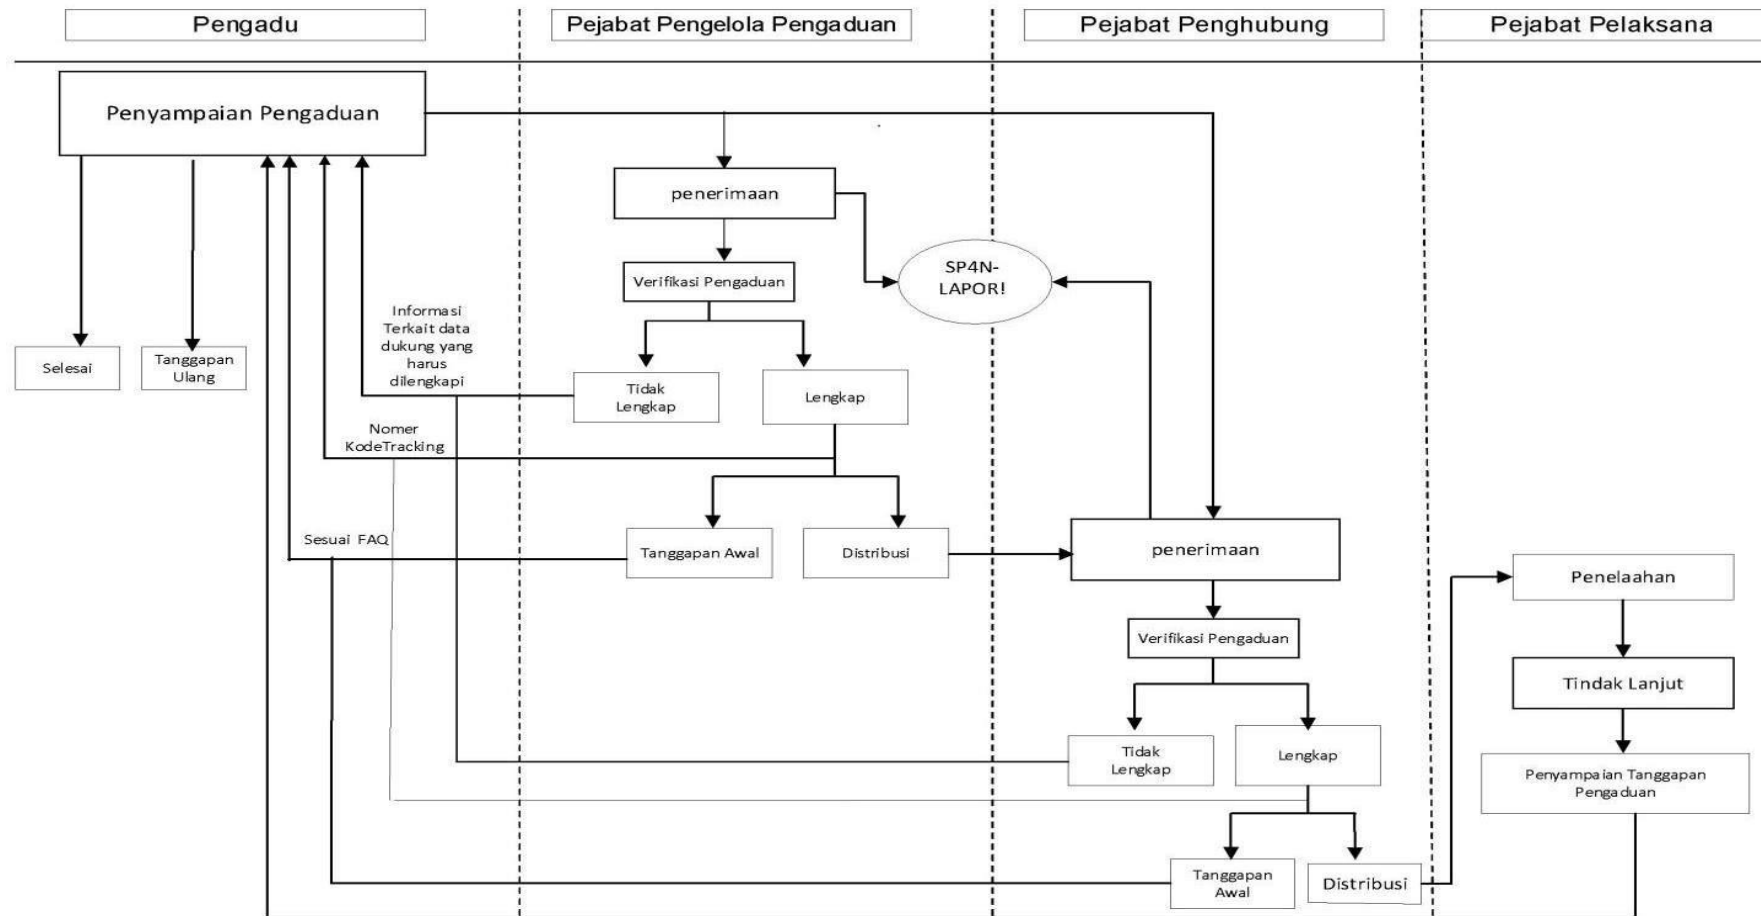 Pengadu
Pejabat Pengelola Pengaduan
Pejabat Penghubung
Pejabat Pelaksana
Penyampaian Pengaduan
penerimaan
SP4N-
LAPOR!
Verifikasi Pengaduan
Informasi
Terkait data
dukung yang
harus
dilengkapi
Selesai
Tanggapan
Ulang
Tidak
Lengkap
Lengkap
Nomer
KodeTracking
Sesuai FAQ
Tanggapan Awal
Distribusi
penerimaan
Penelaahan
Verifikasi Pengaduan
Tindak Lanjut
Tidak
Lengkap
Lengkap
Penyampaian Tanggapan
Pengaduan
Tanggapan
Awal
Distribusi